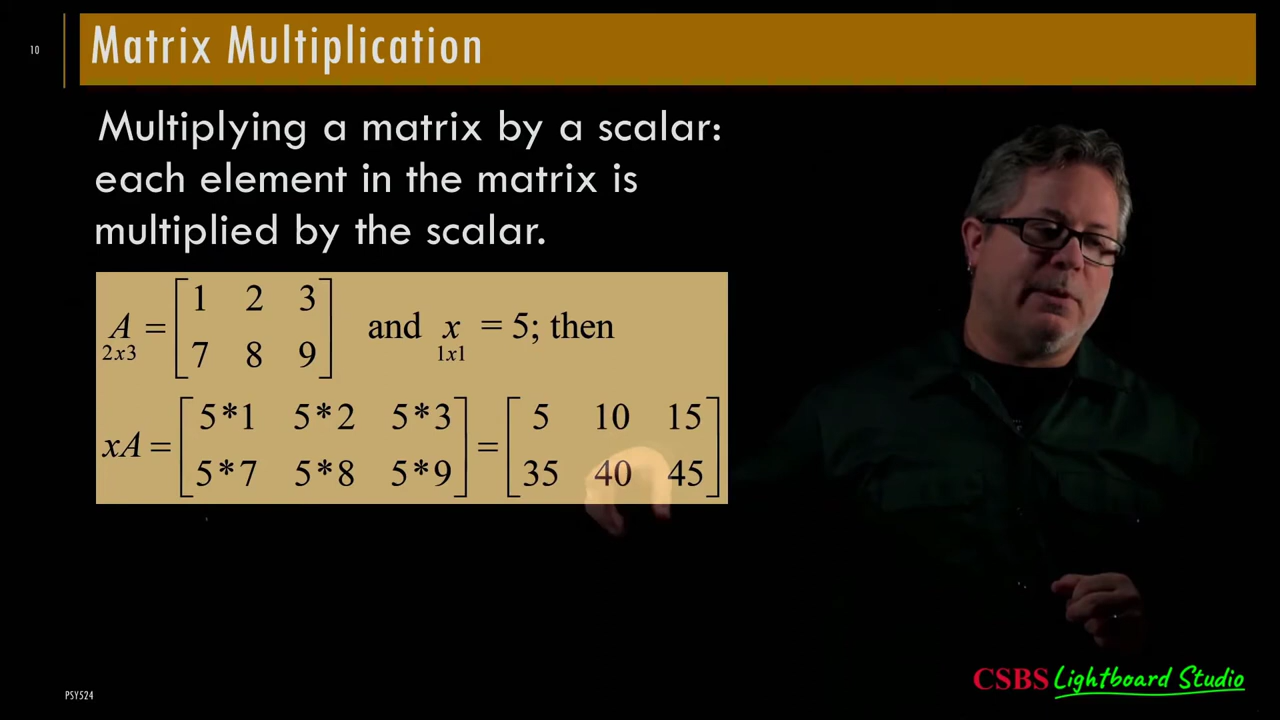 10
Matrix Multiplication
Multiplying a matrix by a scalar:
each element in the matrix is
multiplied by the scalar.
A 2x3 = [1 2 3
7 8 9] and x 1x1 = 5; then
xA = [5*1 5*2 5*3
5*7 5*8 5*9] = [5 10 15
35 40 45]
PSY524
CSBS Lightboard Studio